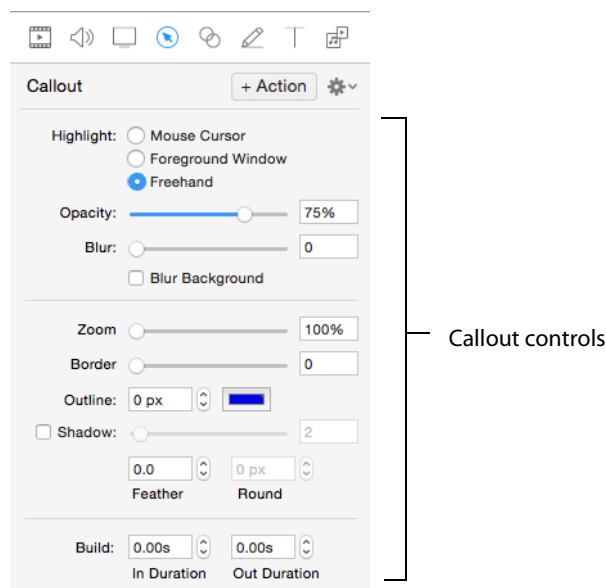 Callout + Action
Highlight: Mouse Cursor
Foreground Window
Freehand
Opacity: 75%
Blur: 0
Blur Background
Zoom 100%
Border 0
Outline: 0 px
Shadow: 2
0.0 0 px
Feather Round
Build: 0.00s 0.00s
In Duration Out Duration
Callout controls